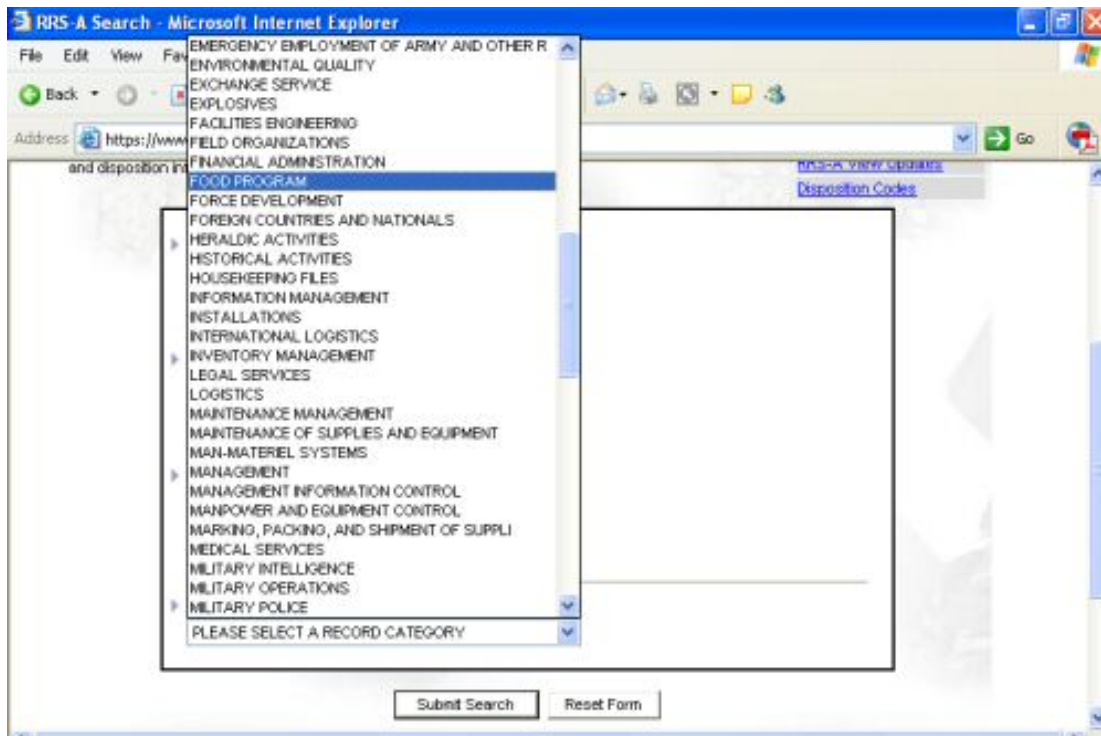 RRS-A Search - Microsoft Internet Explorer
File Edit View Fav
Back
Address https://www Go
and disposition in
RRS-A View Updates
Disposition Codes
EMERGENCY EMPLOYMENT OF ARMY AND OTHER R
ENVIRONMENTAL QUALITY
EXCHANGE SERVICE
EXPLOSIVES
FACILITIES ENGINEERING
FIELD ORGANIZATIONS
FINANCIAL ADMINISTRATION
FOOD PROGRAM
FORCE DEVELOPMENT
FOREIGN COUNTRIES AND NATIONALS
HERALDIC ACTIVITIES
HISTORICAL ACTIVITIES
HOUSEKEEPING FILES
INFORMATION MANAGEMENT
INSTALLATIONS
INTERNATIONAL LOGISTICS
INVENTORY MANAGEMENT
LEGAL SERVICES
LOGISTICS
MAINTENANCE MANAGEMENT
MAINTENANCE OF SUPPLIES AND EQUIPMENT
MAN-MATERIEL SYSTEMS
MANAGEMENT
MANAGEMENT INFORMATION CONTROL
MANPOWER AND EQUIPMENT CONTROL
MARKING, PACKING, AND SHIPMENT OF SUPPLI
MEDICAL SERVICES
MILITARY INTELLIGENCE
MILITARY OPERATIONS
MILITARY POLICE
PLEASE SELECT A RECORD CATEGORY
Submit Search Reset Form